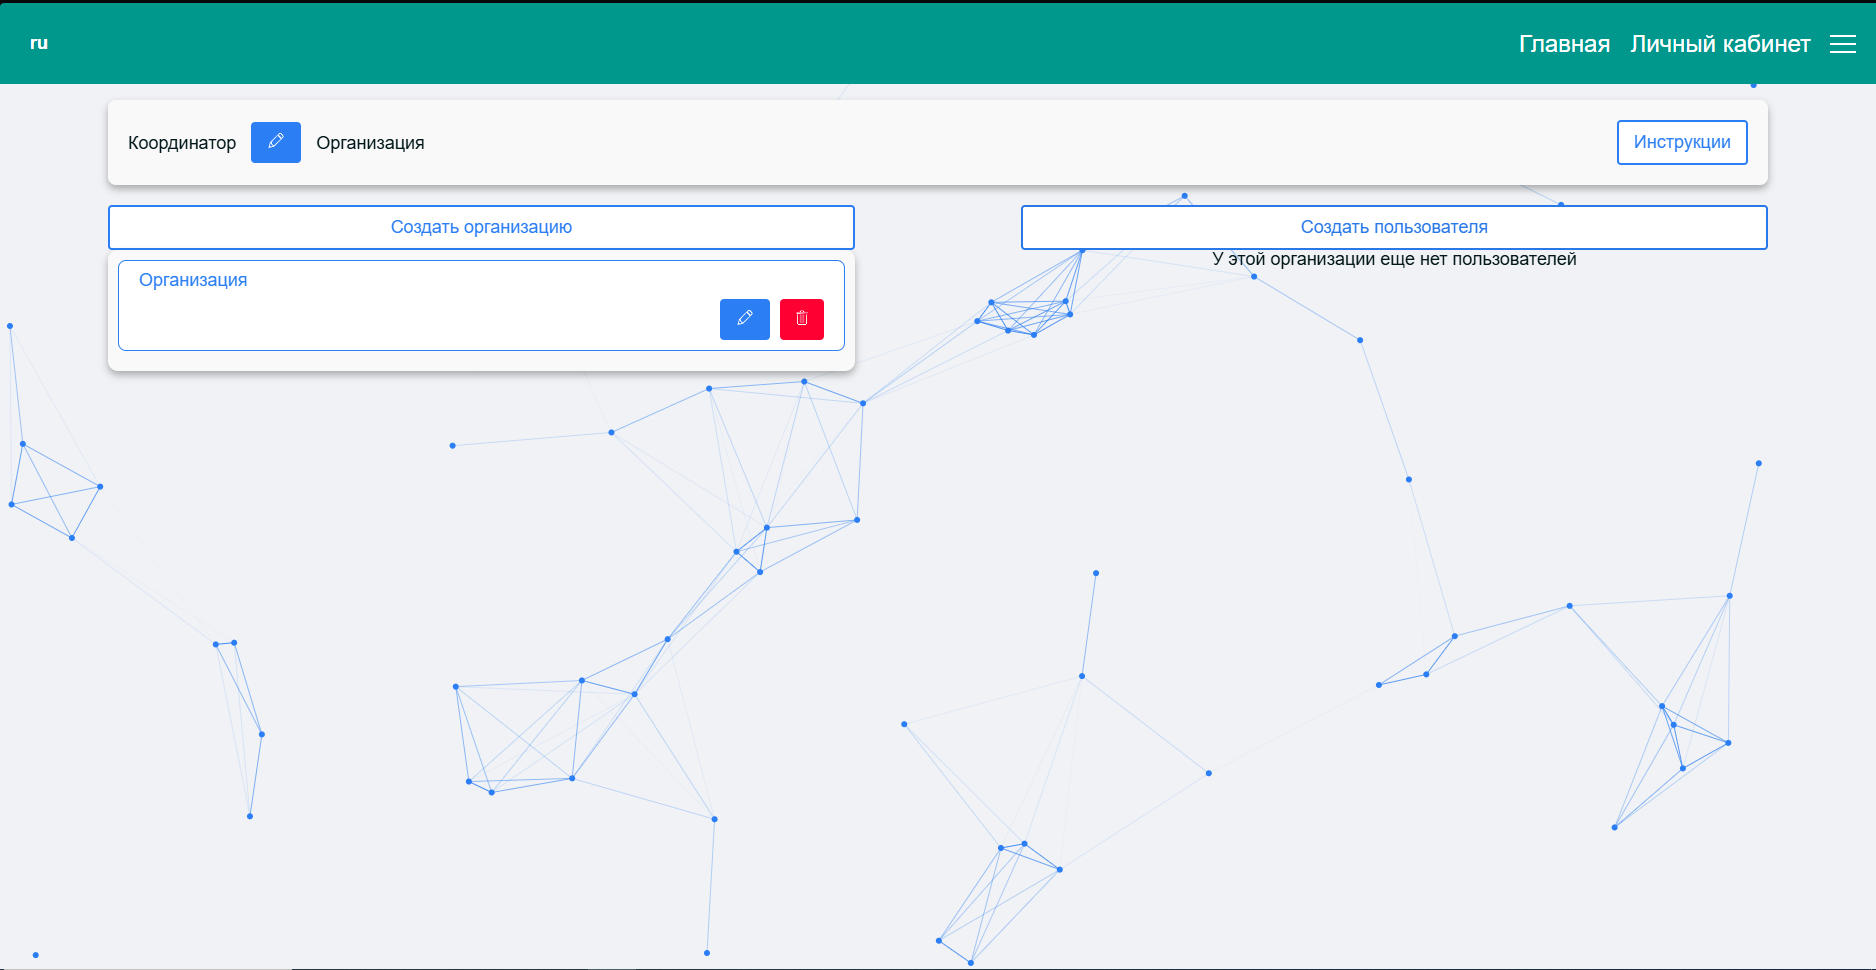 ru
Главная Личный кабинет
Координатор Организация
Инструкции
Создать организацию
Создать пользователя
У этой организации еще нет пользователей
Организация